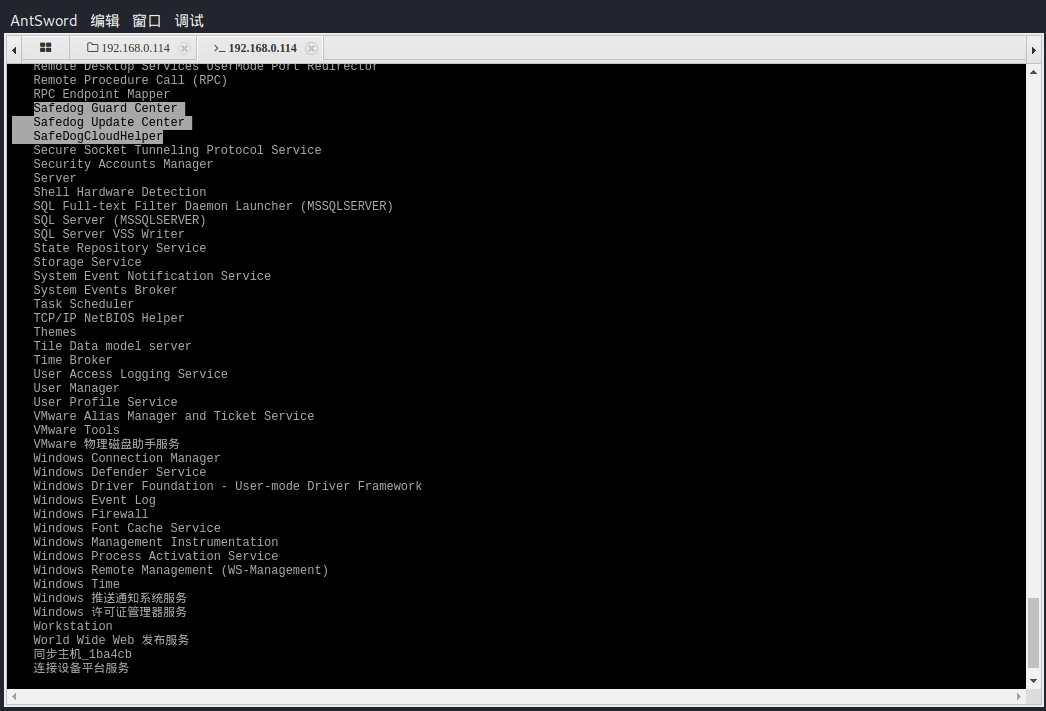 AntSword 编辑 窗口 调试
192.168.0.114 >_ 192.168.0.114
Remote Desktop Services UserMode Port Redirector
Remote Procedure Call (RPC)
RPC Endpoint Mapper
Safedog Guard Center
Safedog Update Center
SafeDogCloudHelper
Secure Socket Tunneling Protocol Service
Security Accounts Manager
Server
Shell Hardware Detection
SQL Full-text Filter Daemon Launcher (MSSQLSERVER)
SQL Server (MSSQLSERVER)
SQL Server VSS Writer
State Repository Service
Storage Service
System Event Notification Service
System Events Broker
Task Scheduler
TCP/IP NetBIOS Helper
Themes
Tile Data model server
Time Broker
User Access Logging Service
User Manager
User Profile Service
VMware Alias Manager and Ticket Service
VMware Tools
VMware 物理磁盘助手服务
Windows Connection Manager
Windows Defender Service
Windows Driver Foundation - User-mode Driver Framework
Windows Event Log
Windows Firewall
Windows Font Cache Service
Windows Management Instrumentation
Windows Process Activation Service
Windows Remote Management (WS-Management)
Windows Time
Windows 推送通知系统服务
Windows 许可证管理器服务
Workstation
World Wide Web 发布服务
同步主机_1ba4cb
连接设备平台服务